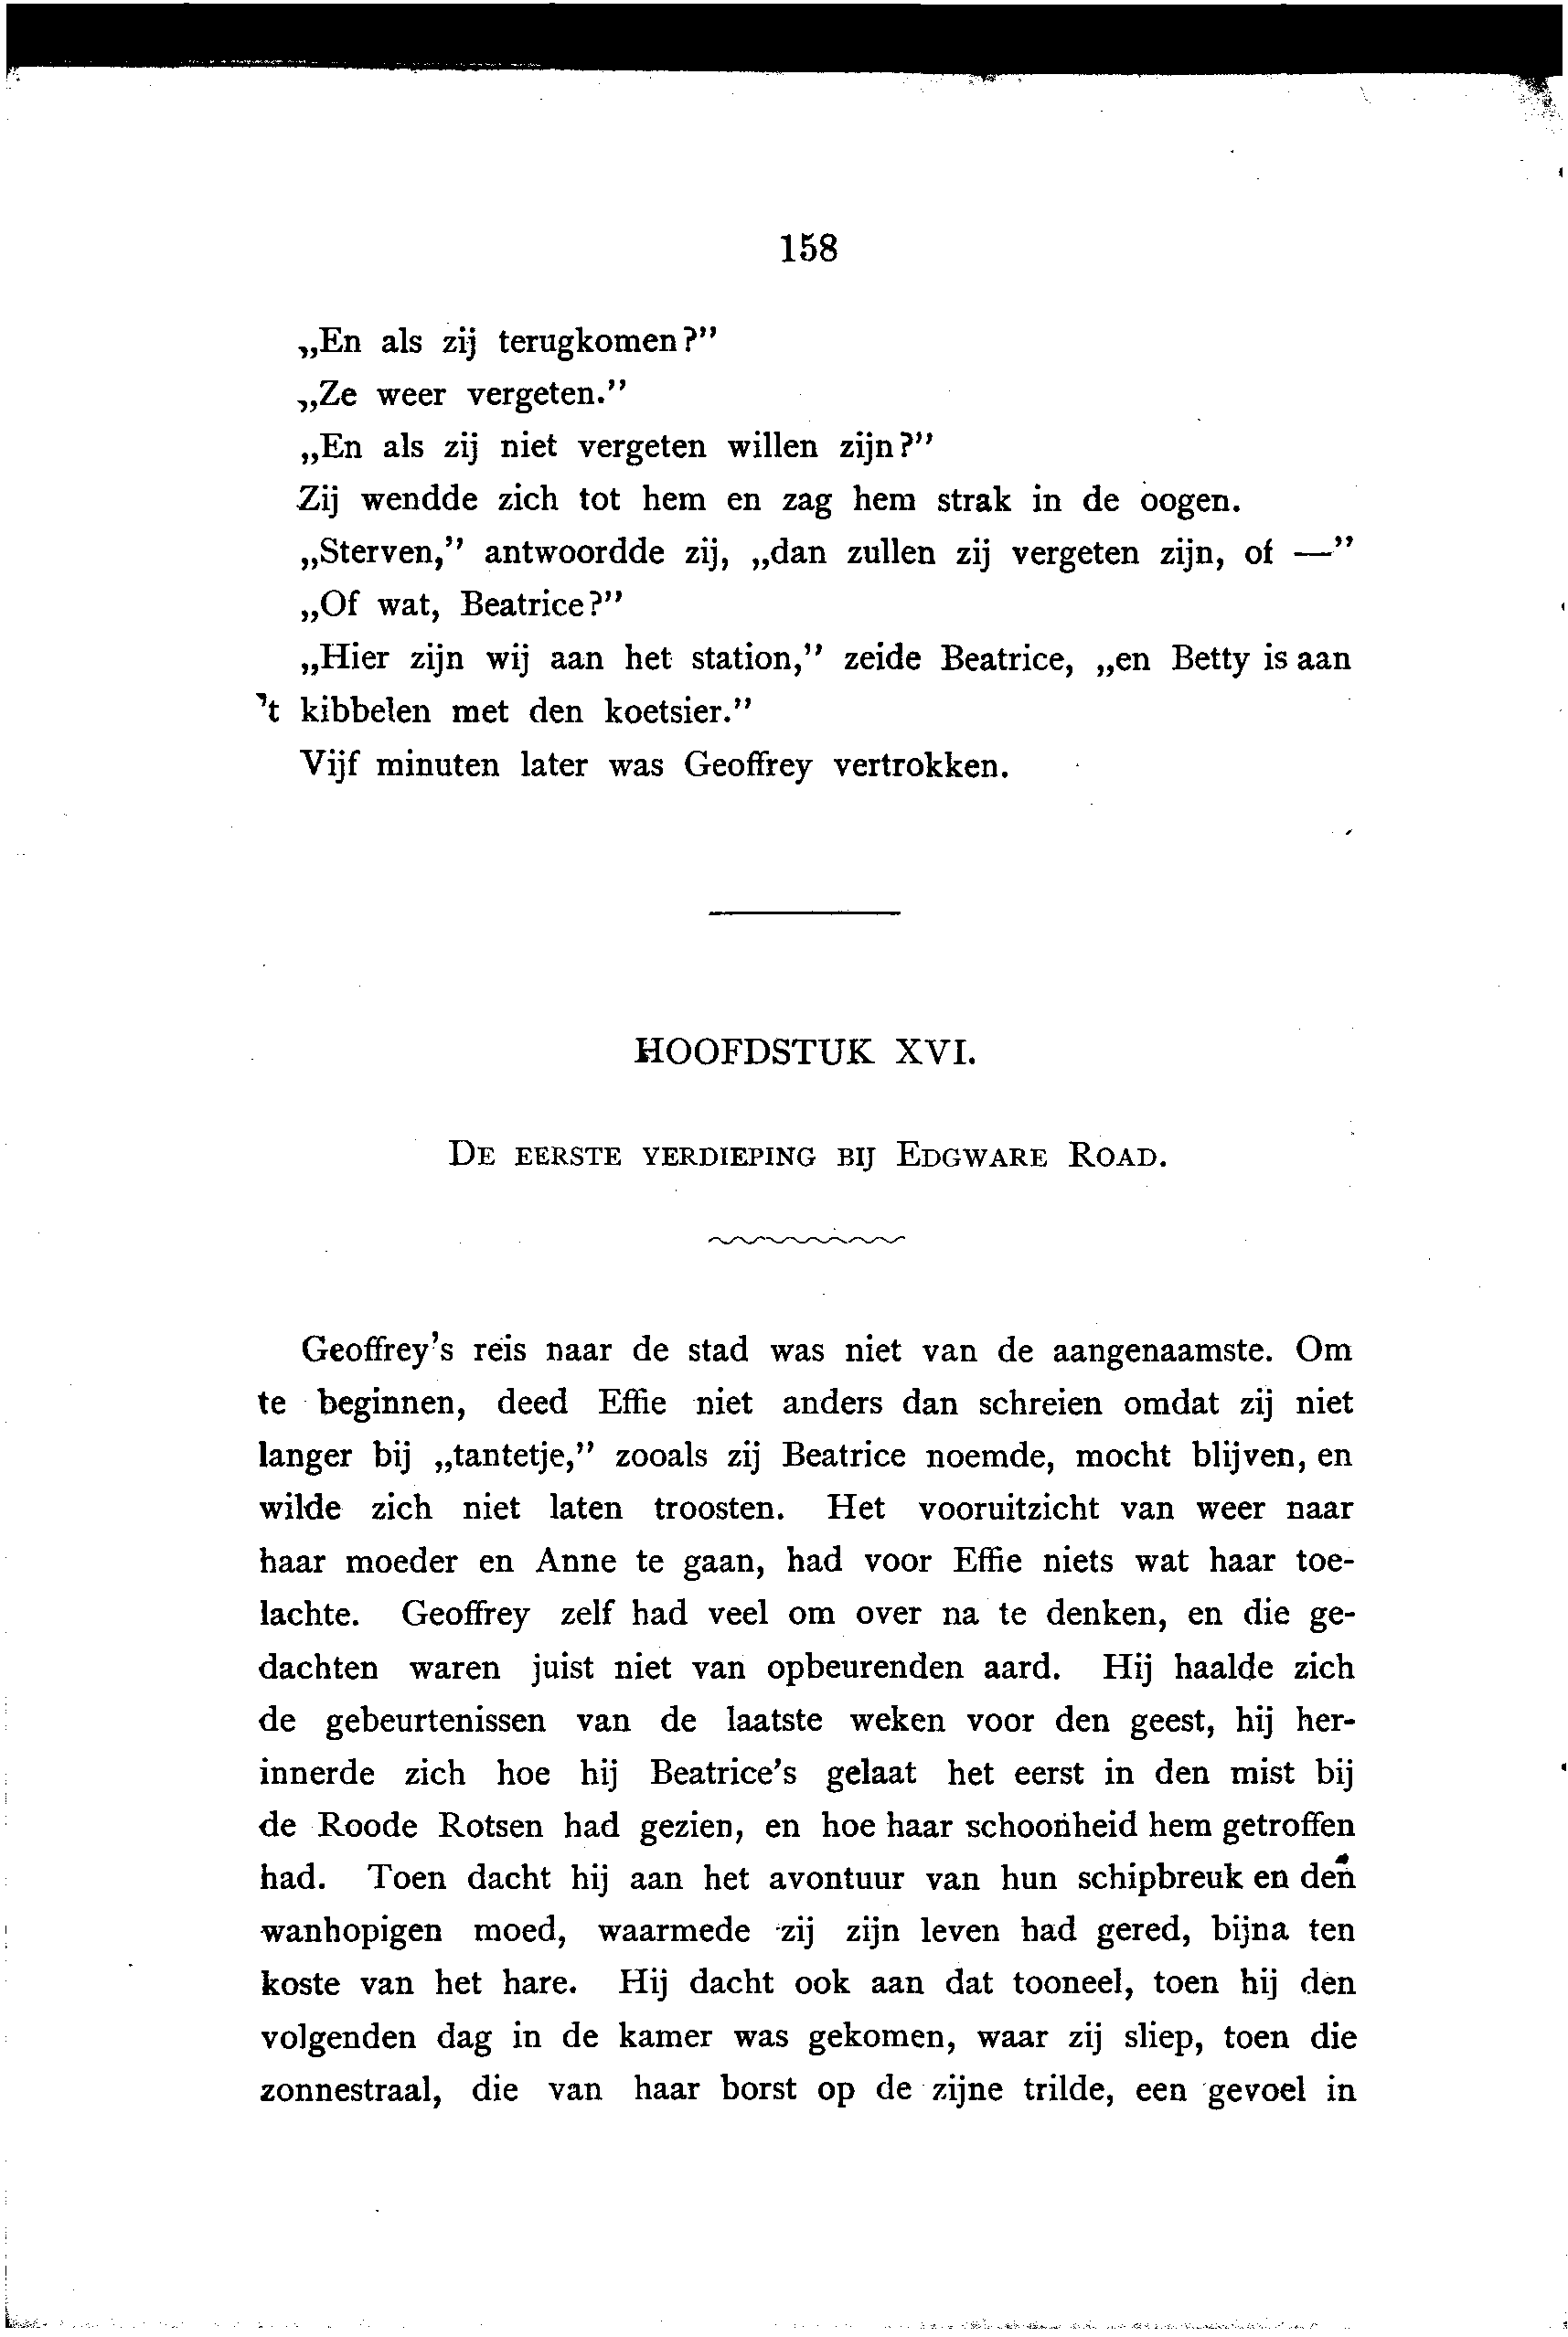 158
„En als zij terugkomen?”
„Ze weer vergeten.”
„En als zij niet vergeten willen zijn?”
Zij wendde zich tot hem en zag hem strak in de oogen.
„Sterven,” antwoordde zij, „dan zullen zij vergeten zijn, of —”
„Of wat, Beatrice?”
„Hier zijn wij aan het station,” zeide Beatrice, „en Betty is aan
't kibbelen met den koetsier.”
Vijf minuten later was Geoffrey vertrokken.
HOOFDSTUK XVI.
De eerste verdieping bij Edgware Road.
Geoffrey's reis naar de stad was niet van de aangenaamste. Om
te beginnen, deed Effie niet anders dan schreien omdat zij niet
langer bij „tantetje,” zooals zij Beatrice noemde, mocht blijven, en
wilde zich niet laten troosten. Het vooruitzicht van weer naar
haar moeder en Anne te gaan, had voor Effie niets wat haar toe-
lachte. Geoffrey zelf had veel om over na te denken, en die ge-
dachten waren juist niet van opbeurenden aard. Hij haalde zich
de gebeurtenissen van de laatste weken voor den geest, hij her-
innerde zich hoe hij Beatrice's gelaat het eerst in den mist bij
de Roode Rotsen had gezien, en hoe haar schoonheid hem getroffen
had. Toen dacht hij aan het avontuur van hun schipbreuk en den
wanhopigen moed, waarmede zij zijn leven had gered, bijna ten
koste van het hare. Hij dacht ook aan dat tooneel, toen hij den
volgenden dag in de kamer was gekomen, waar zij sliep, toen die
zonnestraal, die van haar borst op de zijne trilde, een gevoel in